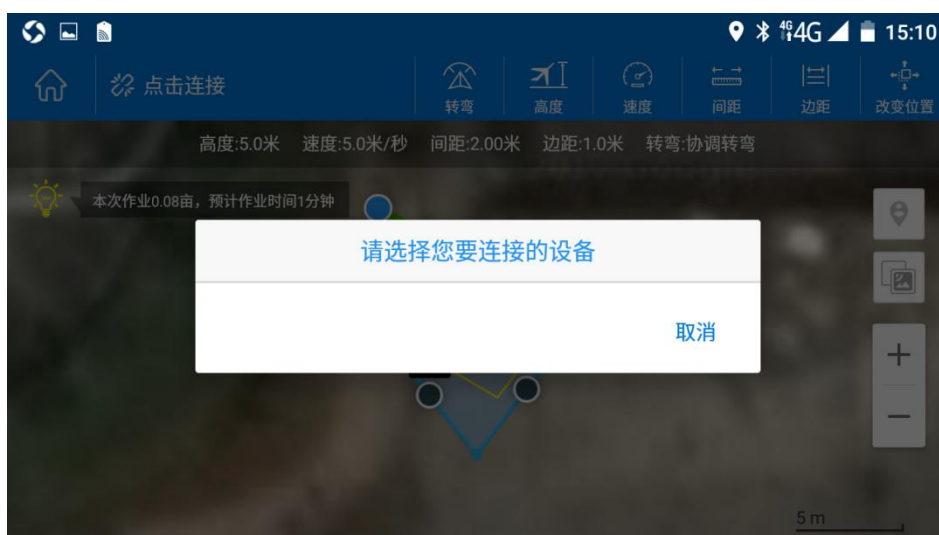 4G 4G 15:10
点击连接
转弯 高度 速度 间距 边距 改变位置
高度:5.0米 速度:5.0米/秒 间距:2.00米 边距:1.0米 转弯:协调转弯
本次作业0.08亩，预计作业时间1分钟
请选择您要连接的设备
取消
5 m